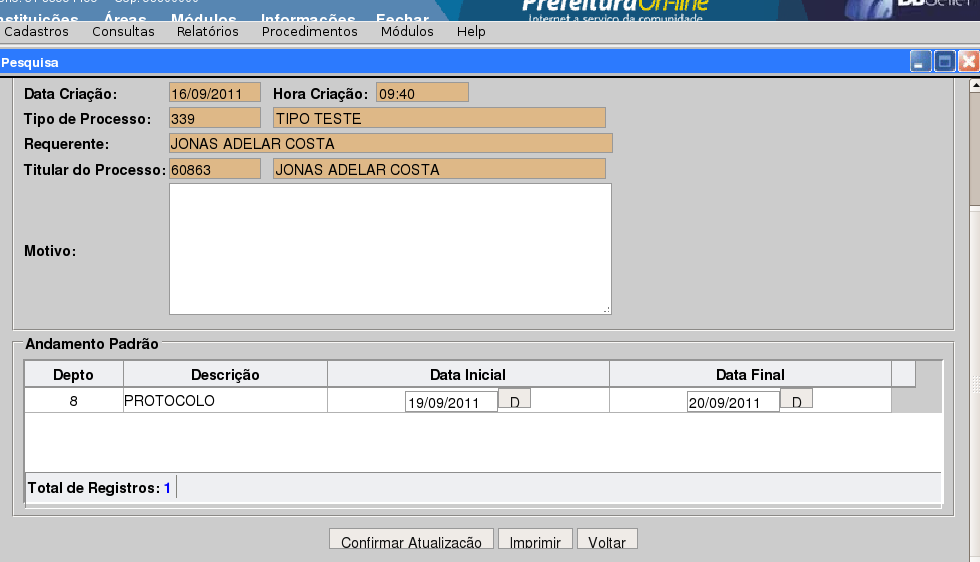 Instituições Áreas Módulos Informações Fechar
PrefeituraOn-line
Internet a serviço da comunidade
Cadastros Consultas Relatórios Procedimentos Módulos Help
Pesquisa
Data Criação: 16/09/2011 Hora Criação: 09:40
Tipo de Processo: 339 TIPO TESTE
Requerente: JONAS ADELAR COSTA
Titular do Processo: 60863 JONAS ADELAR COSTA
Motivo:
Andamento Padrão
Depto Descrição Data Inicial Data Final
8 PROTOCOLO 19/09/2011 D 20/09/2011 D
Total de Registros: 1
Confirmar Atualização Imprimir Voltar